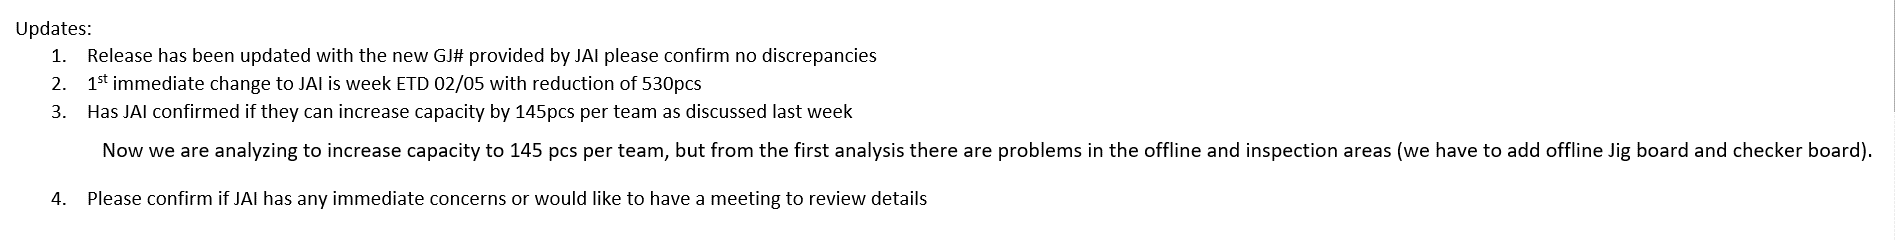 Updates:
1. Release has been updated with the new GJ# provided by JAI please confirm no discrepancies
2. 1st immediate change to JAI is week ETD 02/05 with reduction of 530pcs
3. Has JAI confirmed if they can increase capacity by 145pcs per team as discussed last week
Now we are analyzing to increase capacity to 145 pcs per team, but from the first analysis there are problems in the offline and inspection areas (we have to add offline Jig board and checker board).
4. Please confirm if JAI has any immediate concerns or would like to have a meeting to review details